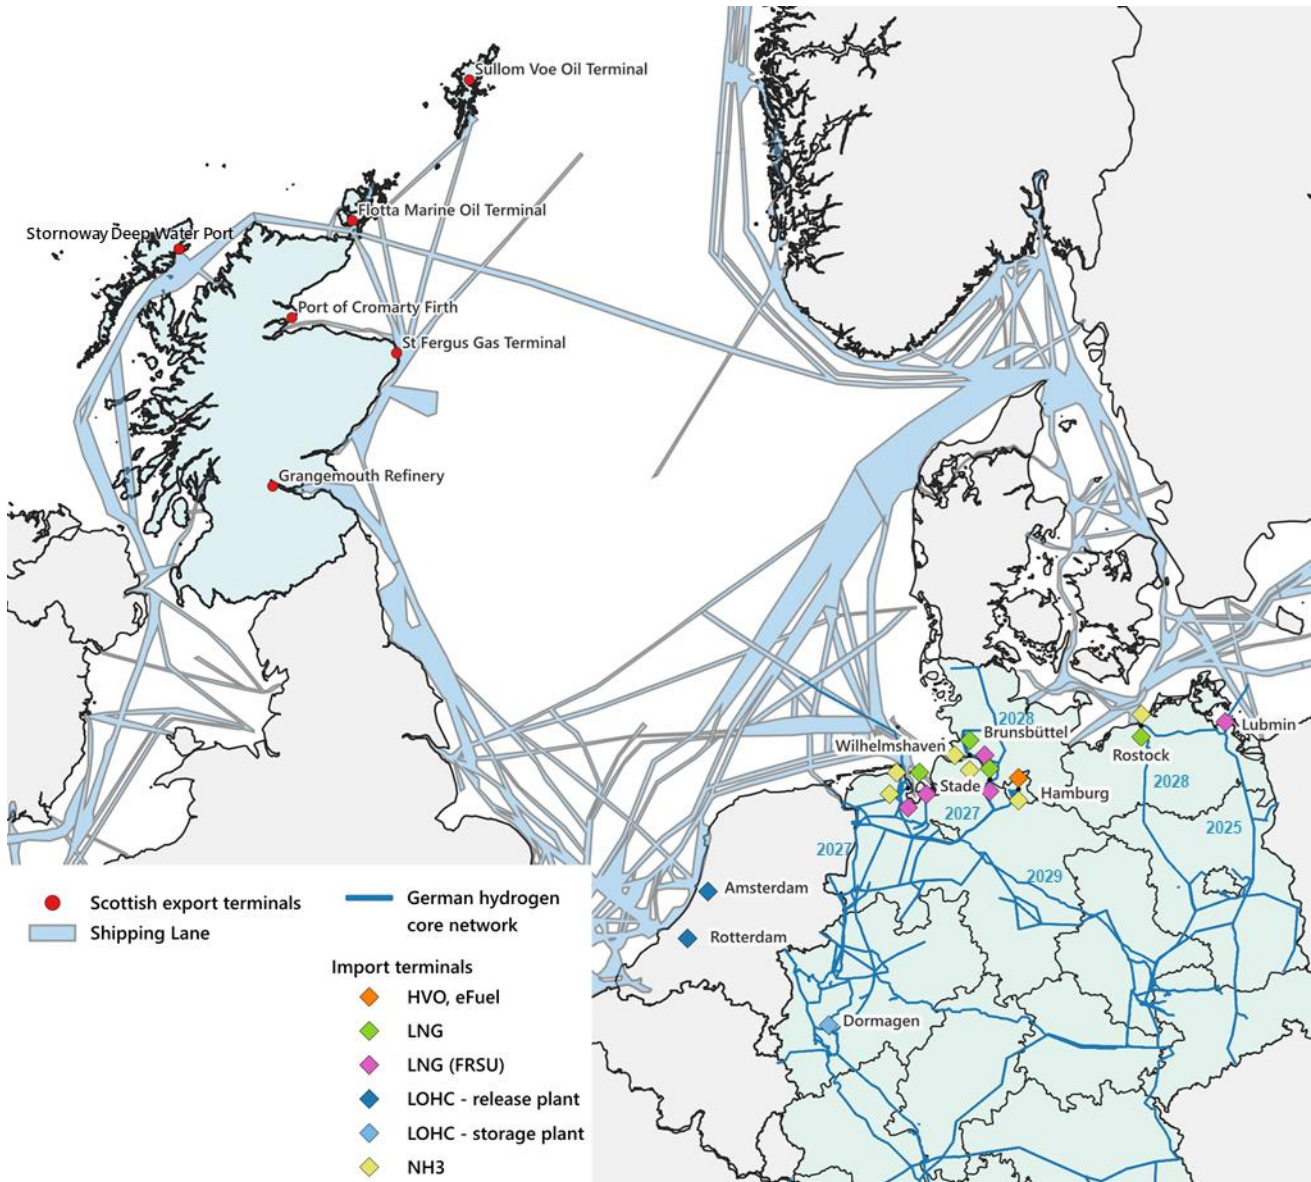 Sullom Voe Oil Terminal
Flotta Marine Oil Terminal
Stornoway Deep Water Port
Port of Cromarty Firth
St Fergus Gas Terminal
Grangemouth Refinery
2028
Brunsbüttel
Lubmin
Wilhelmshaven
Rostock
Stade
Hamburg
2028
2027
2025
2027
2029
Amsterdam
Rotterdam
Dormagen
Scottish export terminals
Shipping Lane
German hydrogen
core network
Import terminals
HVO, eFuel
LNG
LNG (FRSU)
LOHC - release plant
LOHC - storage plant
NH3